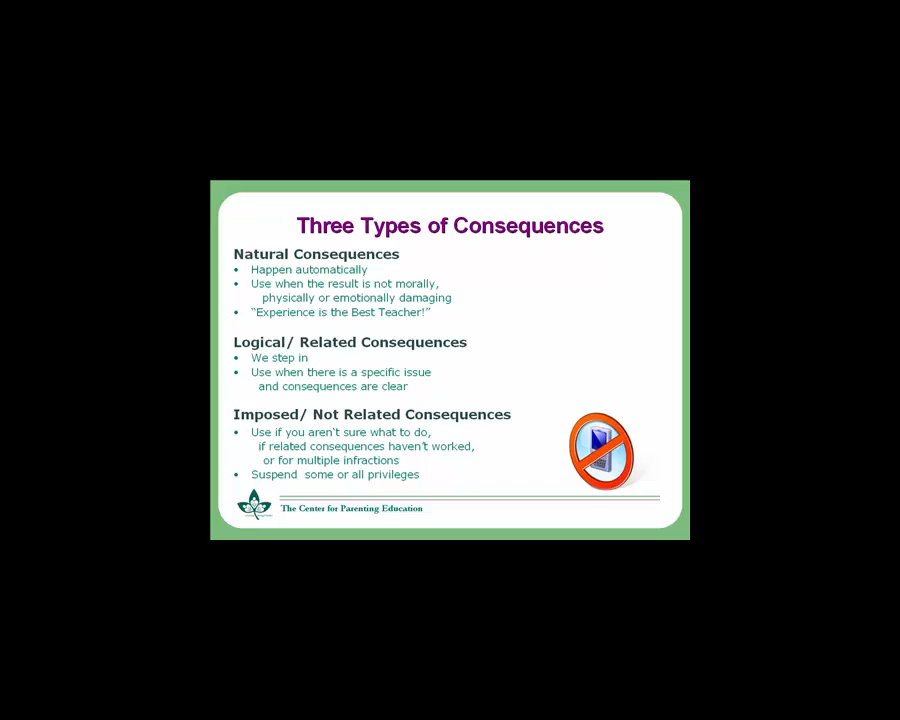 Three Types of Consequences
Natural Consequences
• Happen automatically
• Use when the result is not morally,
physically or emotionally damaging
• “Experience is the Best Teacher!”
Logical/ Related Consequences
• We step in
• Use when there is a specific issue
and consequences are clear
Imposed/ Not Related Consequences
• Use if you aren't sure what to do,
if related consequences haven't worked,
or for multiple infractions
• Suspend some or all privileges
The Center for Parenting Education